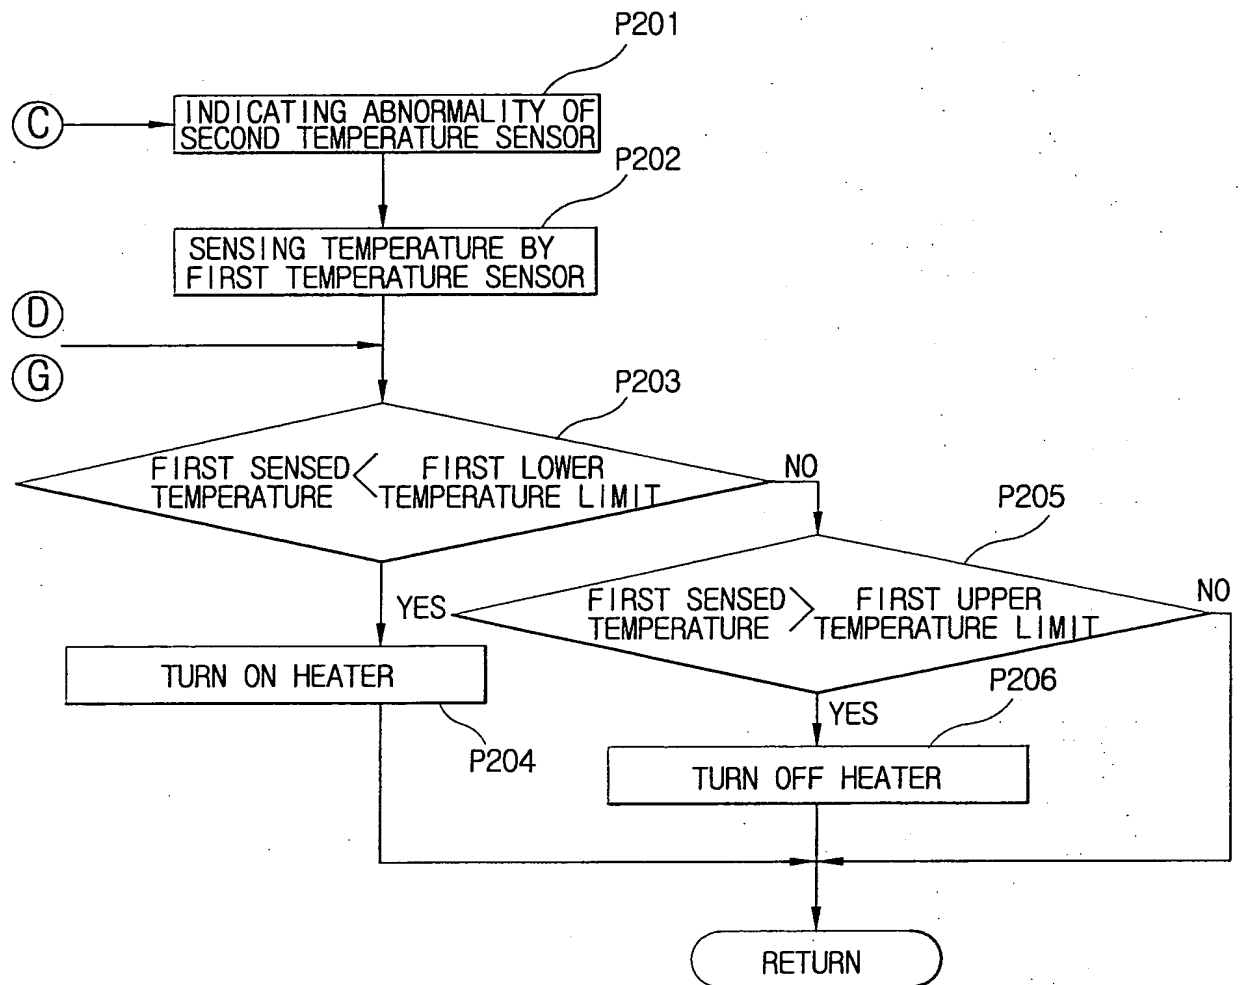 P201
C
INDICATING ABNORMALITY OF
SECOND TEMPERATURE SENSOR
P202
SENSING TEMPERATURE BY
FIRST TEMPERATURE SENSOR
D
G
P203
FIRST SENSED < FIRST LOWER
TEMPERATURE TEMPERATURE LIMIT
NO
P205
YES
FIRST SENSED > FIRST UPPER
TEMPERATURE TEMPERATURE LIMIT
NO
TURN ON HEATER
P204
YES
P206
TURN OFF HEATER
RETURN